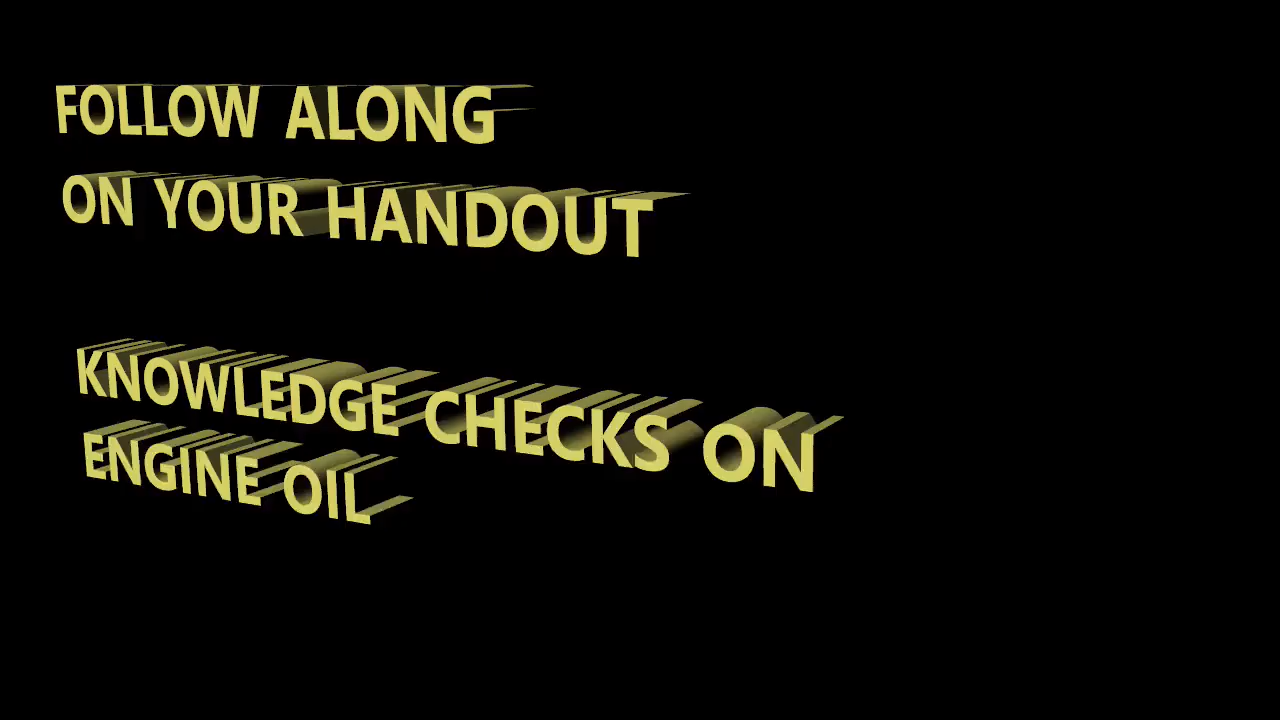 FOLLOW ALONG
ON YOUR HANDOUT
KNOWLEDGE CHECKS ON
ENGINE OIL